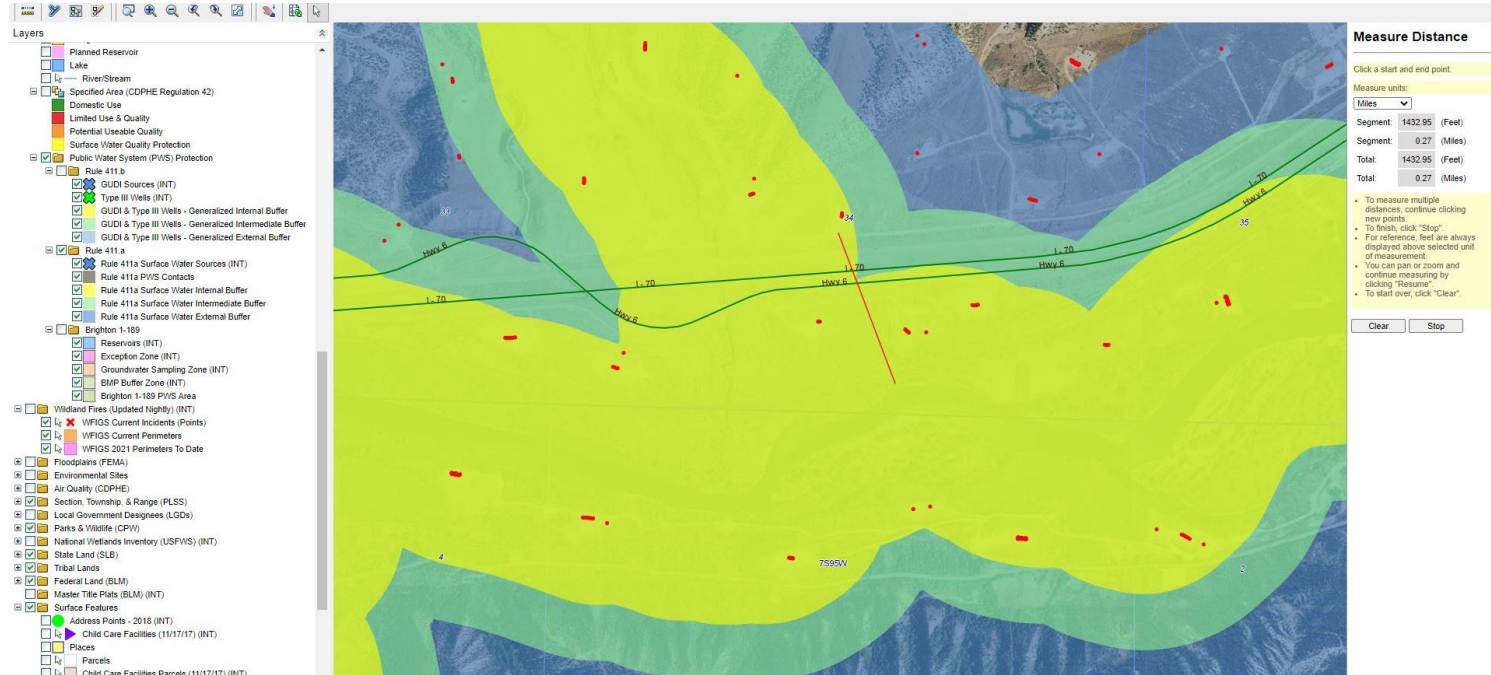 Layers
Planned Reservoir
Lake
River/Stream
Specified Area (CDPHE Regulation 42)
Domestic Use
Limited Use & Quality
Potential Useable Quality
Surface Water Quality Protection
Public Water System (PWS) Protection
Rule 411.b
GUDI Sources (INT)
Type III Wells (INT)
GUDI & Type III Wells - Generalized Internal Buffer
GUDI & Type III Wells - Generalized Intermediate Buffer
GUDI & Type III Wells - Generalized External Buffer
Rule 411.a
Rule 411a Surface Water Sources (INT)
Rule 411a PWS Contacts
Rule 411a Surface Water Internal Buffer
Rule 411a Surface Water Intermediate Buffer
Rule 411a Surface Water External Buffer
Brighton 1-189
Reservoirs (INT)
Exception Zone (INT)
Groundwater Sampling Zone (INT)
BMP Buffer Zone (INT)
Brighton 1-189 PWS Area
Wildland Fires (Updated Nightly) (INT)
WFIGS Current Incidents (Points)
WFIGS Current Perimeters
WFIGS 2021 Perimeters To Date
Floodplains (FEMA)
Environmental Sites
Air Quality (CDPHE)
Section, Township, & Range (PLSS)
Local Government Designees (LGDs)
Parks & Wildlife (CPW)
National Wetlands Inventory (USFWS) (INT)
State Land (SLB)
Tribal Lands
Federal Land (BLM)
Master Title Plats (BLM) (INT)
Surface Features
Address Points - 2018 (INT)
Child Care Facilities (11/17/17) (INT)
Places
Parcels
Child Care Facilities Parcels (11/17/17) (INT)
33
34
35
I - 70
Hwy 6
Hwy 6
I - 70
I - 70
Hwy 6
I - 70
Hwy 6
I - 70
Hwy 6
4
7S95W
2
Measure Distance
Click a start and end point.
Measure units:
Miles
Segment: 1432.95 (Feet)
Segment: 0.27 (Miles)
Total: 1432.95 (Feet)
Total: 0.27 (Miles)
• To measure multiple
distances, continue clicking
new points.
• To finish, click "Stop".
• For reference, feet are always
displayed above selected unit
of measurement.
• You can pan or zoom and
continue measuring by
clicking "Resume".
• To start over, click "Clear".
Clear Stop